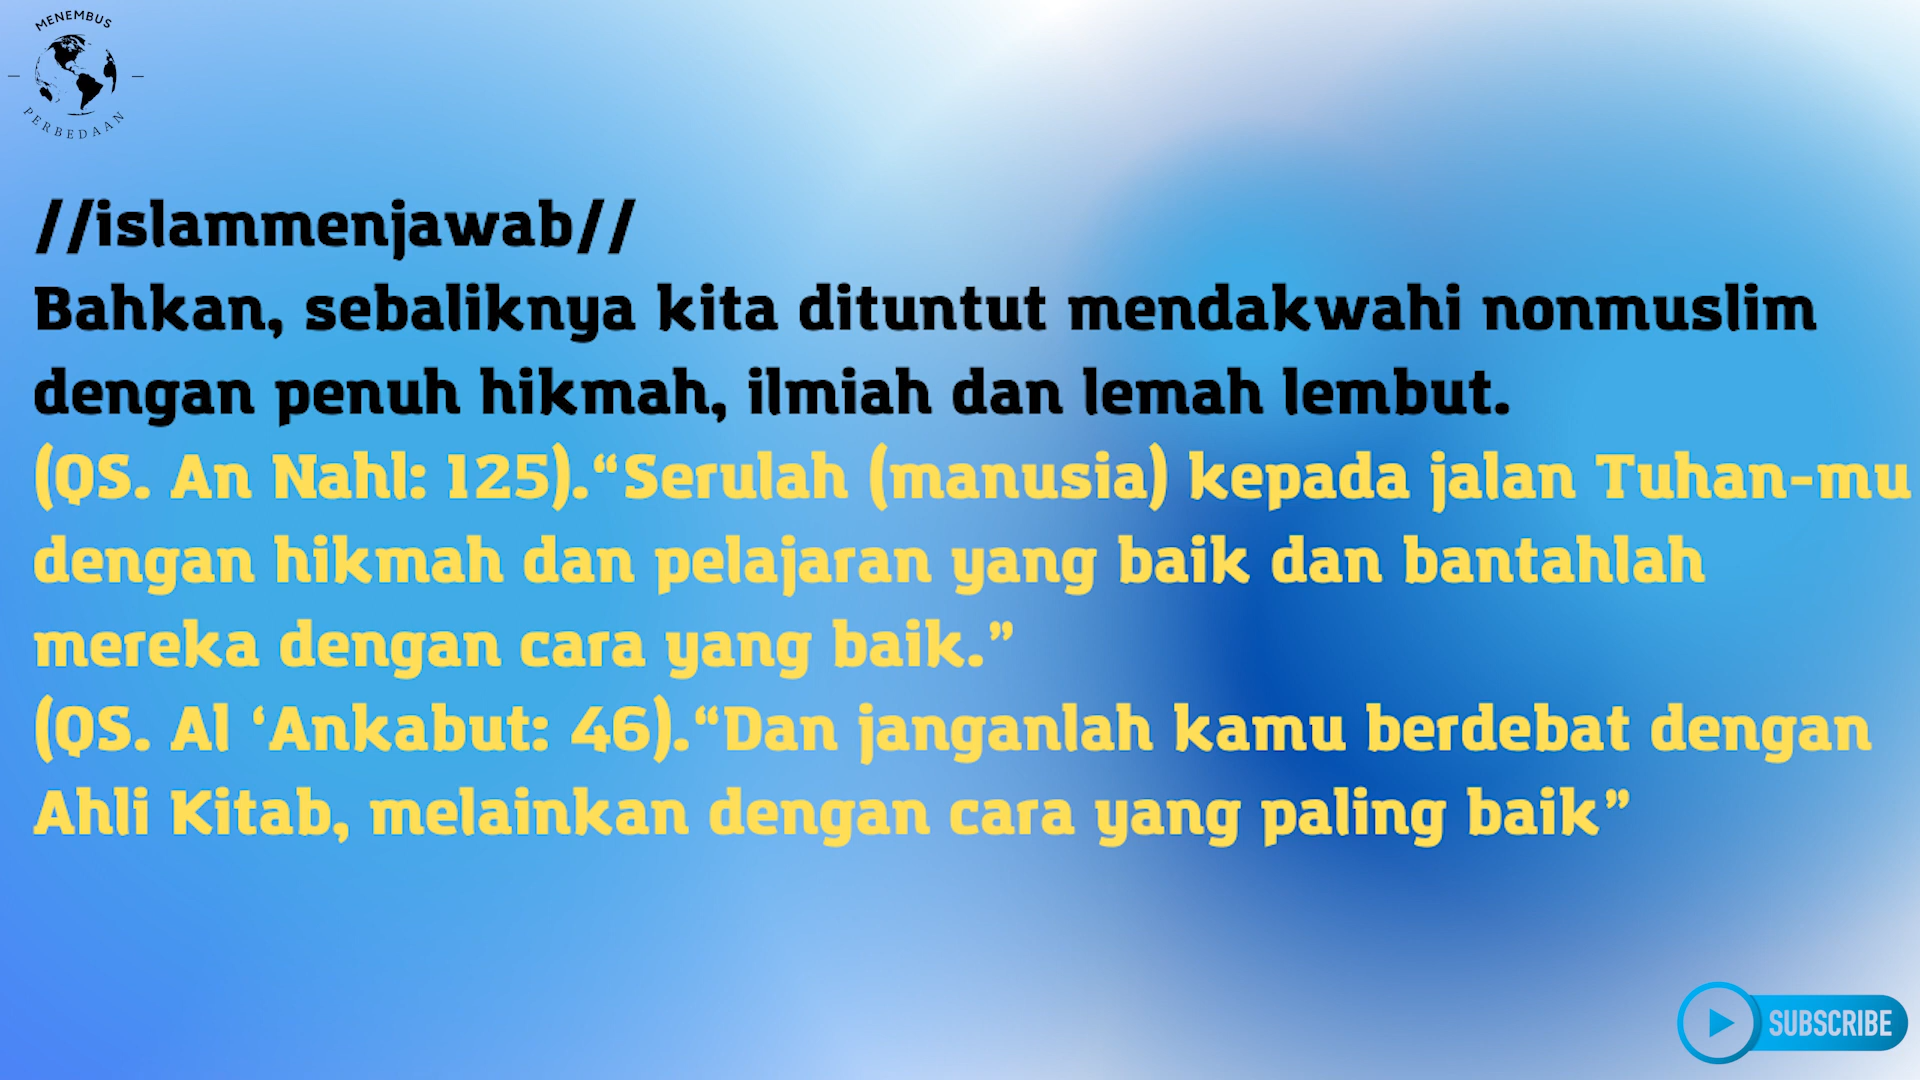 MENEMBUS
PERBEDAAN
//islammenjawab//
Bahkan, sebaliknya kita dituntut mendakwahi nonmuslim
dengan penuh hikmah, ilmiah dan lemah lembut.
(QS. An Nahl: 125).“Serulah (manusia) kepada jalan Tuhan-mu
dengan hikmah dan pelajaran yang baik dan bantahlah
mereka dengan cara yang baik.”
(QS. Al ‘Ankabut: 46).“Dan janganlah kamu berdebat dengan
Ahli Kitab, melainkan dengan cara yang paling baik”
SUBSCRIBE